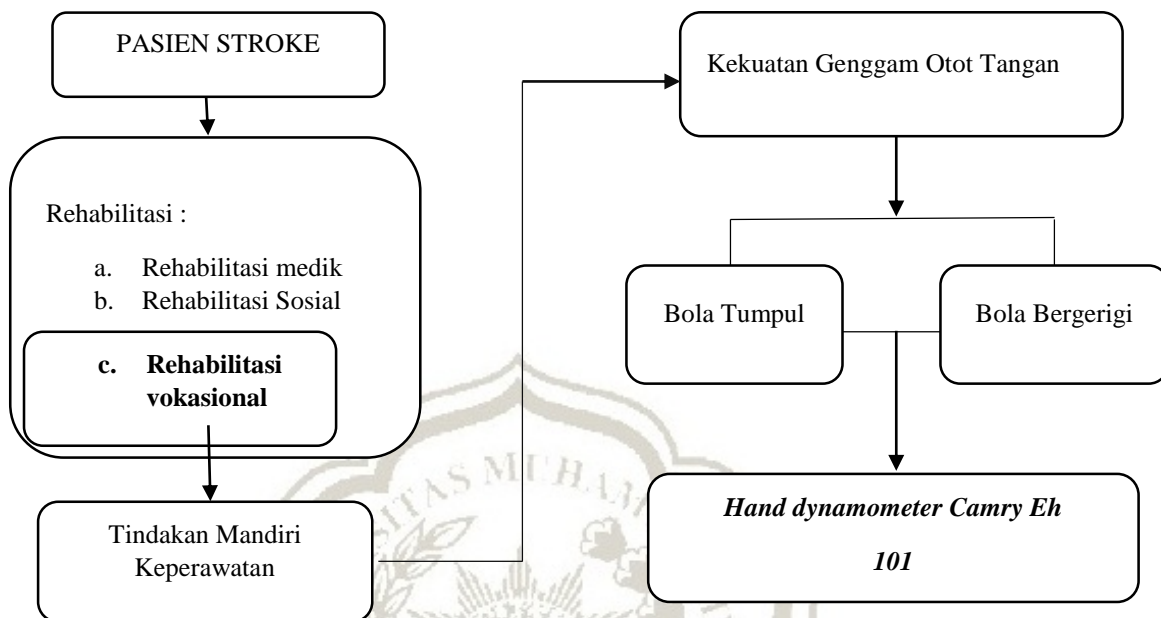 PASIEN STROKE
Rehabilitasi :
a. Rehabilitasi medik
b. Rehabilitasi Sosial
c. Rehabilitasi
vokasional
Tindakan Mandiri
Keperawatan
Kekuatan Genggam Otot Tangan
Bola Tumpul
Bola Bergerigi
Hand dynamometer Camry Eh
101